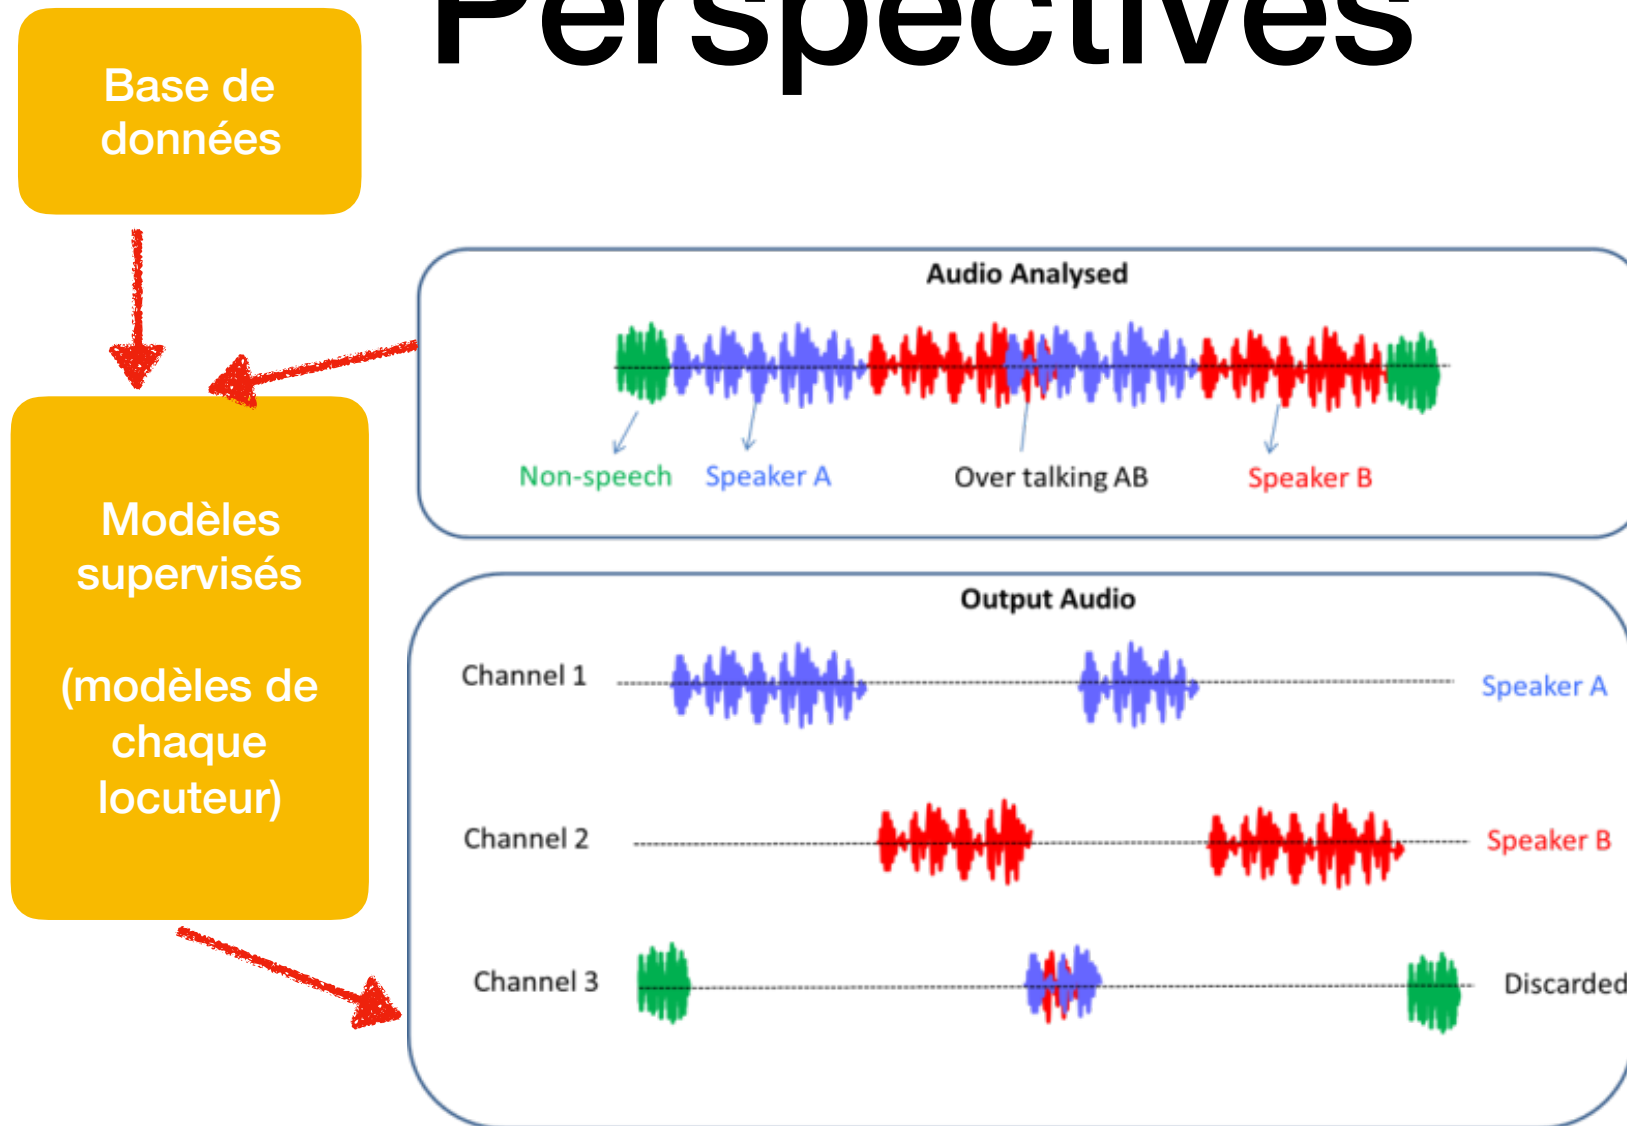 Perspectives
Base de
données
Audio Analysed
Non-speech
Speaker A
Over talking AB
Speaker B
Modèles
supervisés
(modèles de
chaque
locuteur)
Output Audio
Channel 1
Speaker A
Channel 2
Speaker B
Channel 3
Discarded